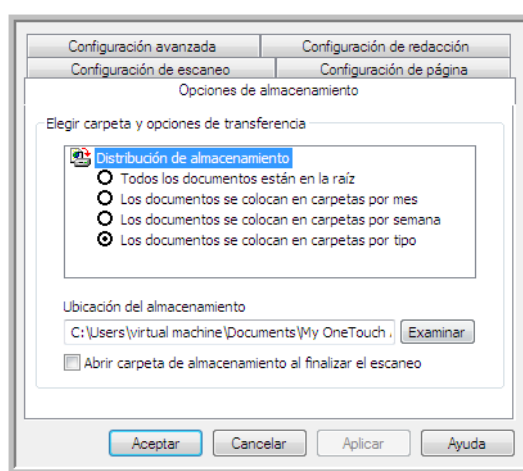 Configuración avanzada
Configuración de redacción
Configuración de escaneo
Configuración de página
Opciones de almacenamiento
Elegir carpeta y opciones de transferencia
Distribución de almacenamiento
Todos los documentos están en la raíz
Los documentos se colocan en carpetas por mes
Los documentos se colocan en carpetas por semana
Los documentos se colocan en carpetas por tipo
Ubicación del almacenamiento
C:\Users\virtual machine\Documents\My OneTouch
Examinar
Abrir carpeta de almacenamiento al finalizar el escaneo
Aceptar
Cancelar
Aplicar
Ayuda